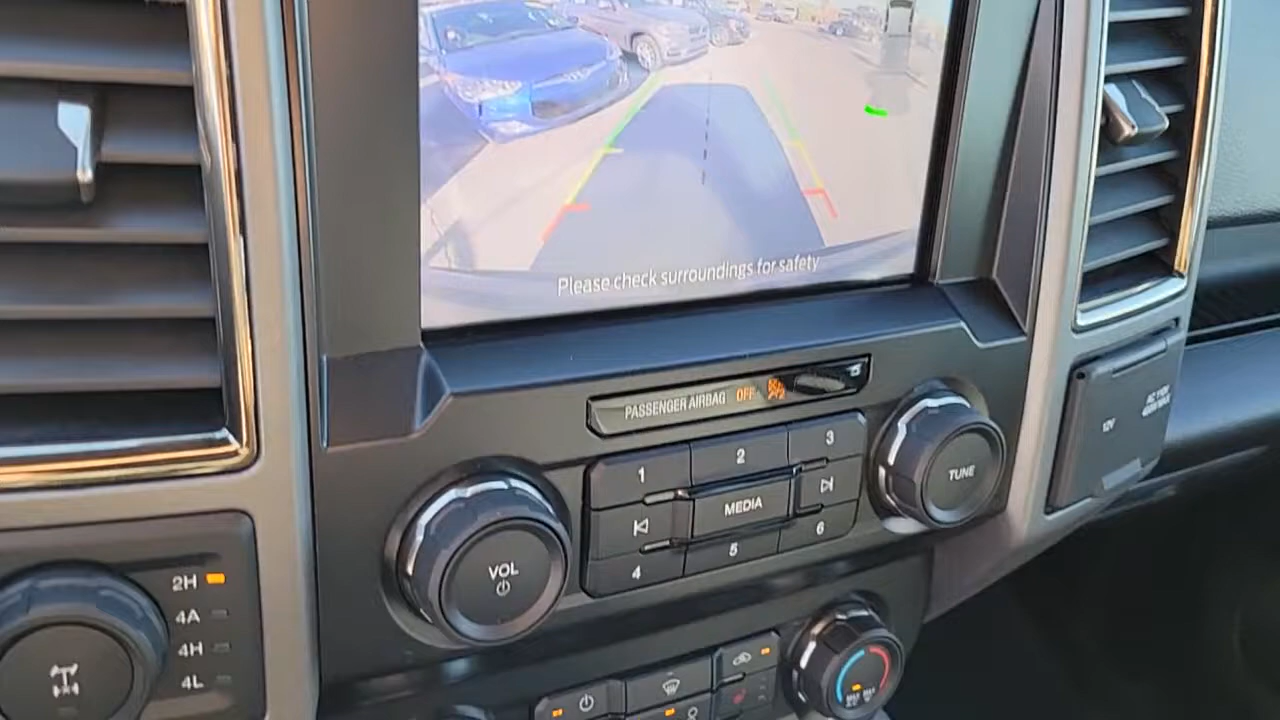 Please check surroundings for safety
PASSENGER AIRBAG OFF
1 2 3
MEDIA
4 5 6
VOL
TUNE
12V
2H
4A
4H
4L